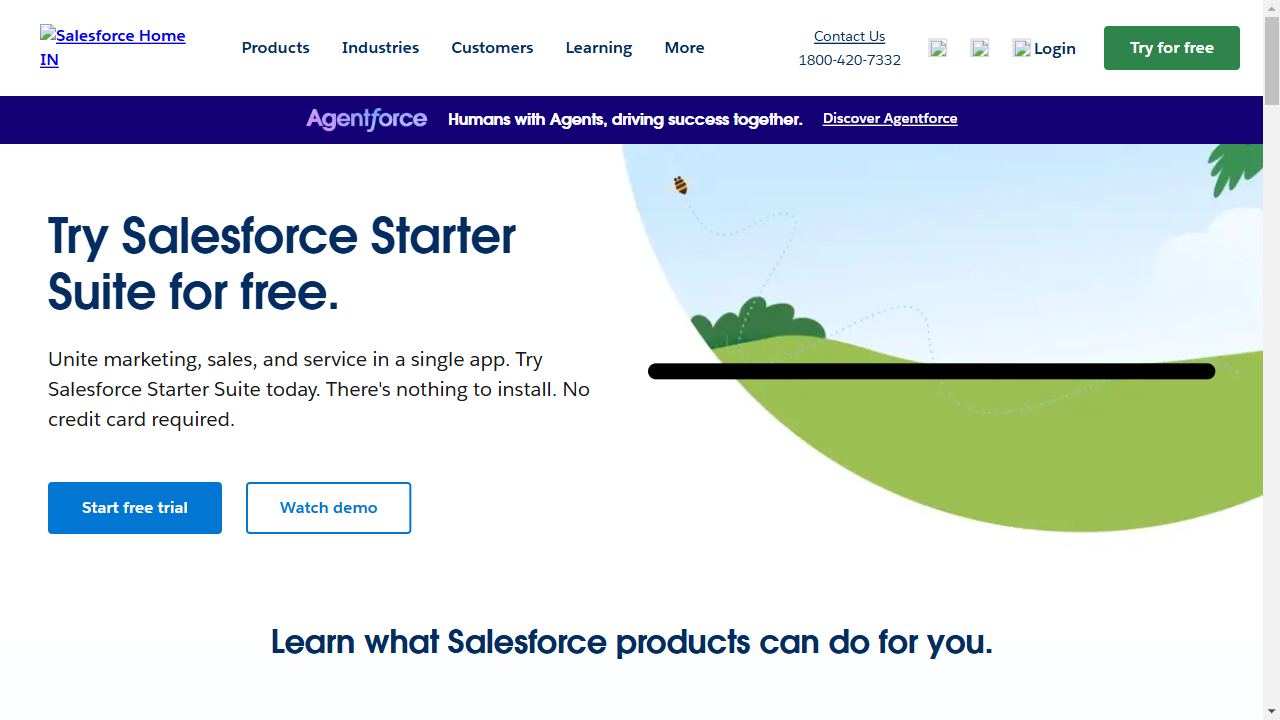 Salesforce Home
IN
Products
Industries
Customers
Learning
More
Contact Us
1800-420-7332
Login
Try for free
Agentforce
Humans with Agents, driving success together.
Discover Agentforce
Try Salesforce Starter
Suite for free.
Unite marketing, sales, and service in a single app. Try
Salesforce Starter Suite today. There's nothing to install. No
credit card required.
Start free trial
Watch demo
Learn what Salesforce products can do for you.